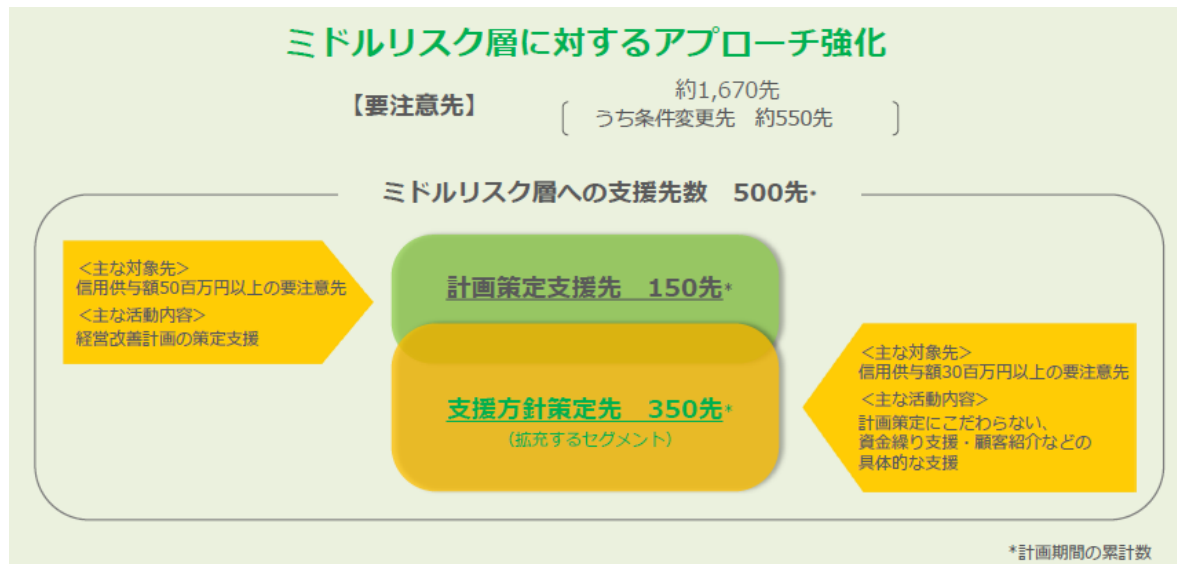 ミドルリスク層に対するアプローチ強化
【要注意先】
約1,670先
うち条件変更先　約550先
ミドルリスク層への支援先数　500先*
<主な対象先>
信用供与額50百万円以上の要注意先
<主な活動内容>
経営改善計画の策定支援
計画策定支援先　150先*
支援方針策定先　350先*
（拡充するセグメント）
<主な対象先>
信用供与額30百万円以上の要注意先
<主な活動内容>
計画策定にこだわらない、
資金繰り支援・顧客紹介などの
具体的な支援
*計画期間の累計数